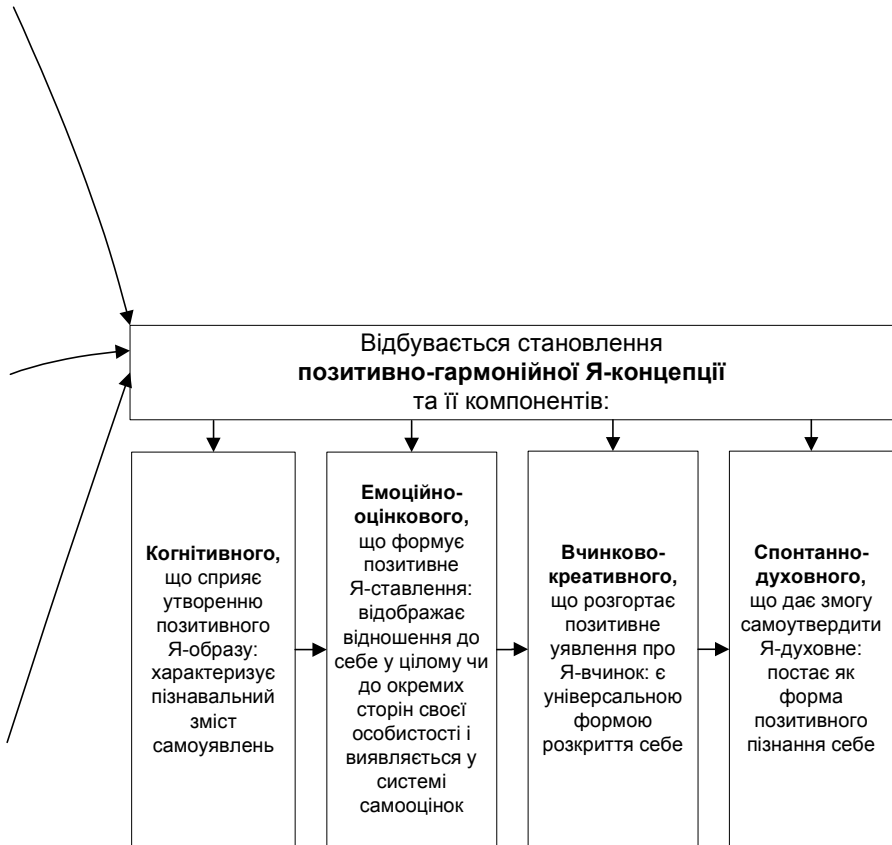 Відбувається становлення
позитивно-гармонійної Я-концепції
та її компонентів:
Когнітивного,
що сприяє
утворенню
позитивного
Я-образу:
характеризує
пізнавальний
зміст
самоуявлень
Емоційно-
оцінкового,
що формує
позитивне
Я-ставлення:
відображає
відношення до
себе у цілому чи
до окремих
сторін своєї
особистості і
виявляється у
системі
самооцінок
Вчинково-
креативного,
що розгортає
позитивне
уявлення про
Я-вчинок: є
універсальною
формою
розкриття себе
Спонтанно-
духовного,
що дає змогу
самоутвердити
Я-духовне:
постає як
форма
позитивного
пізнання себе